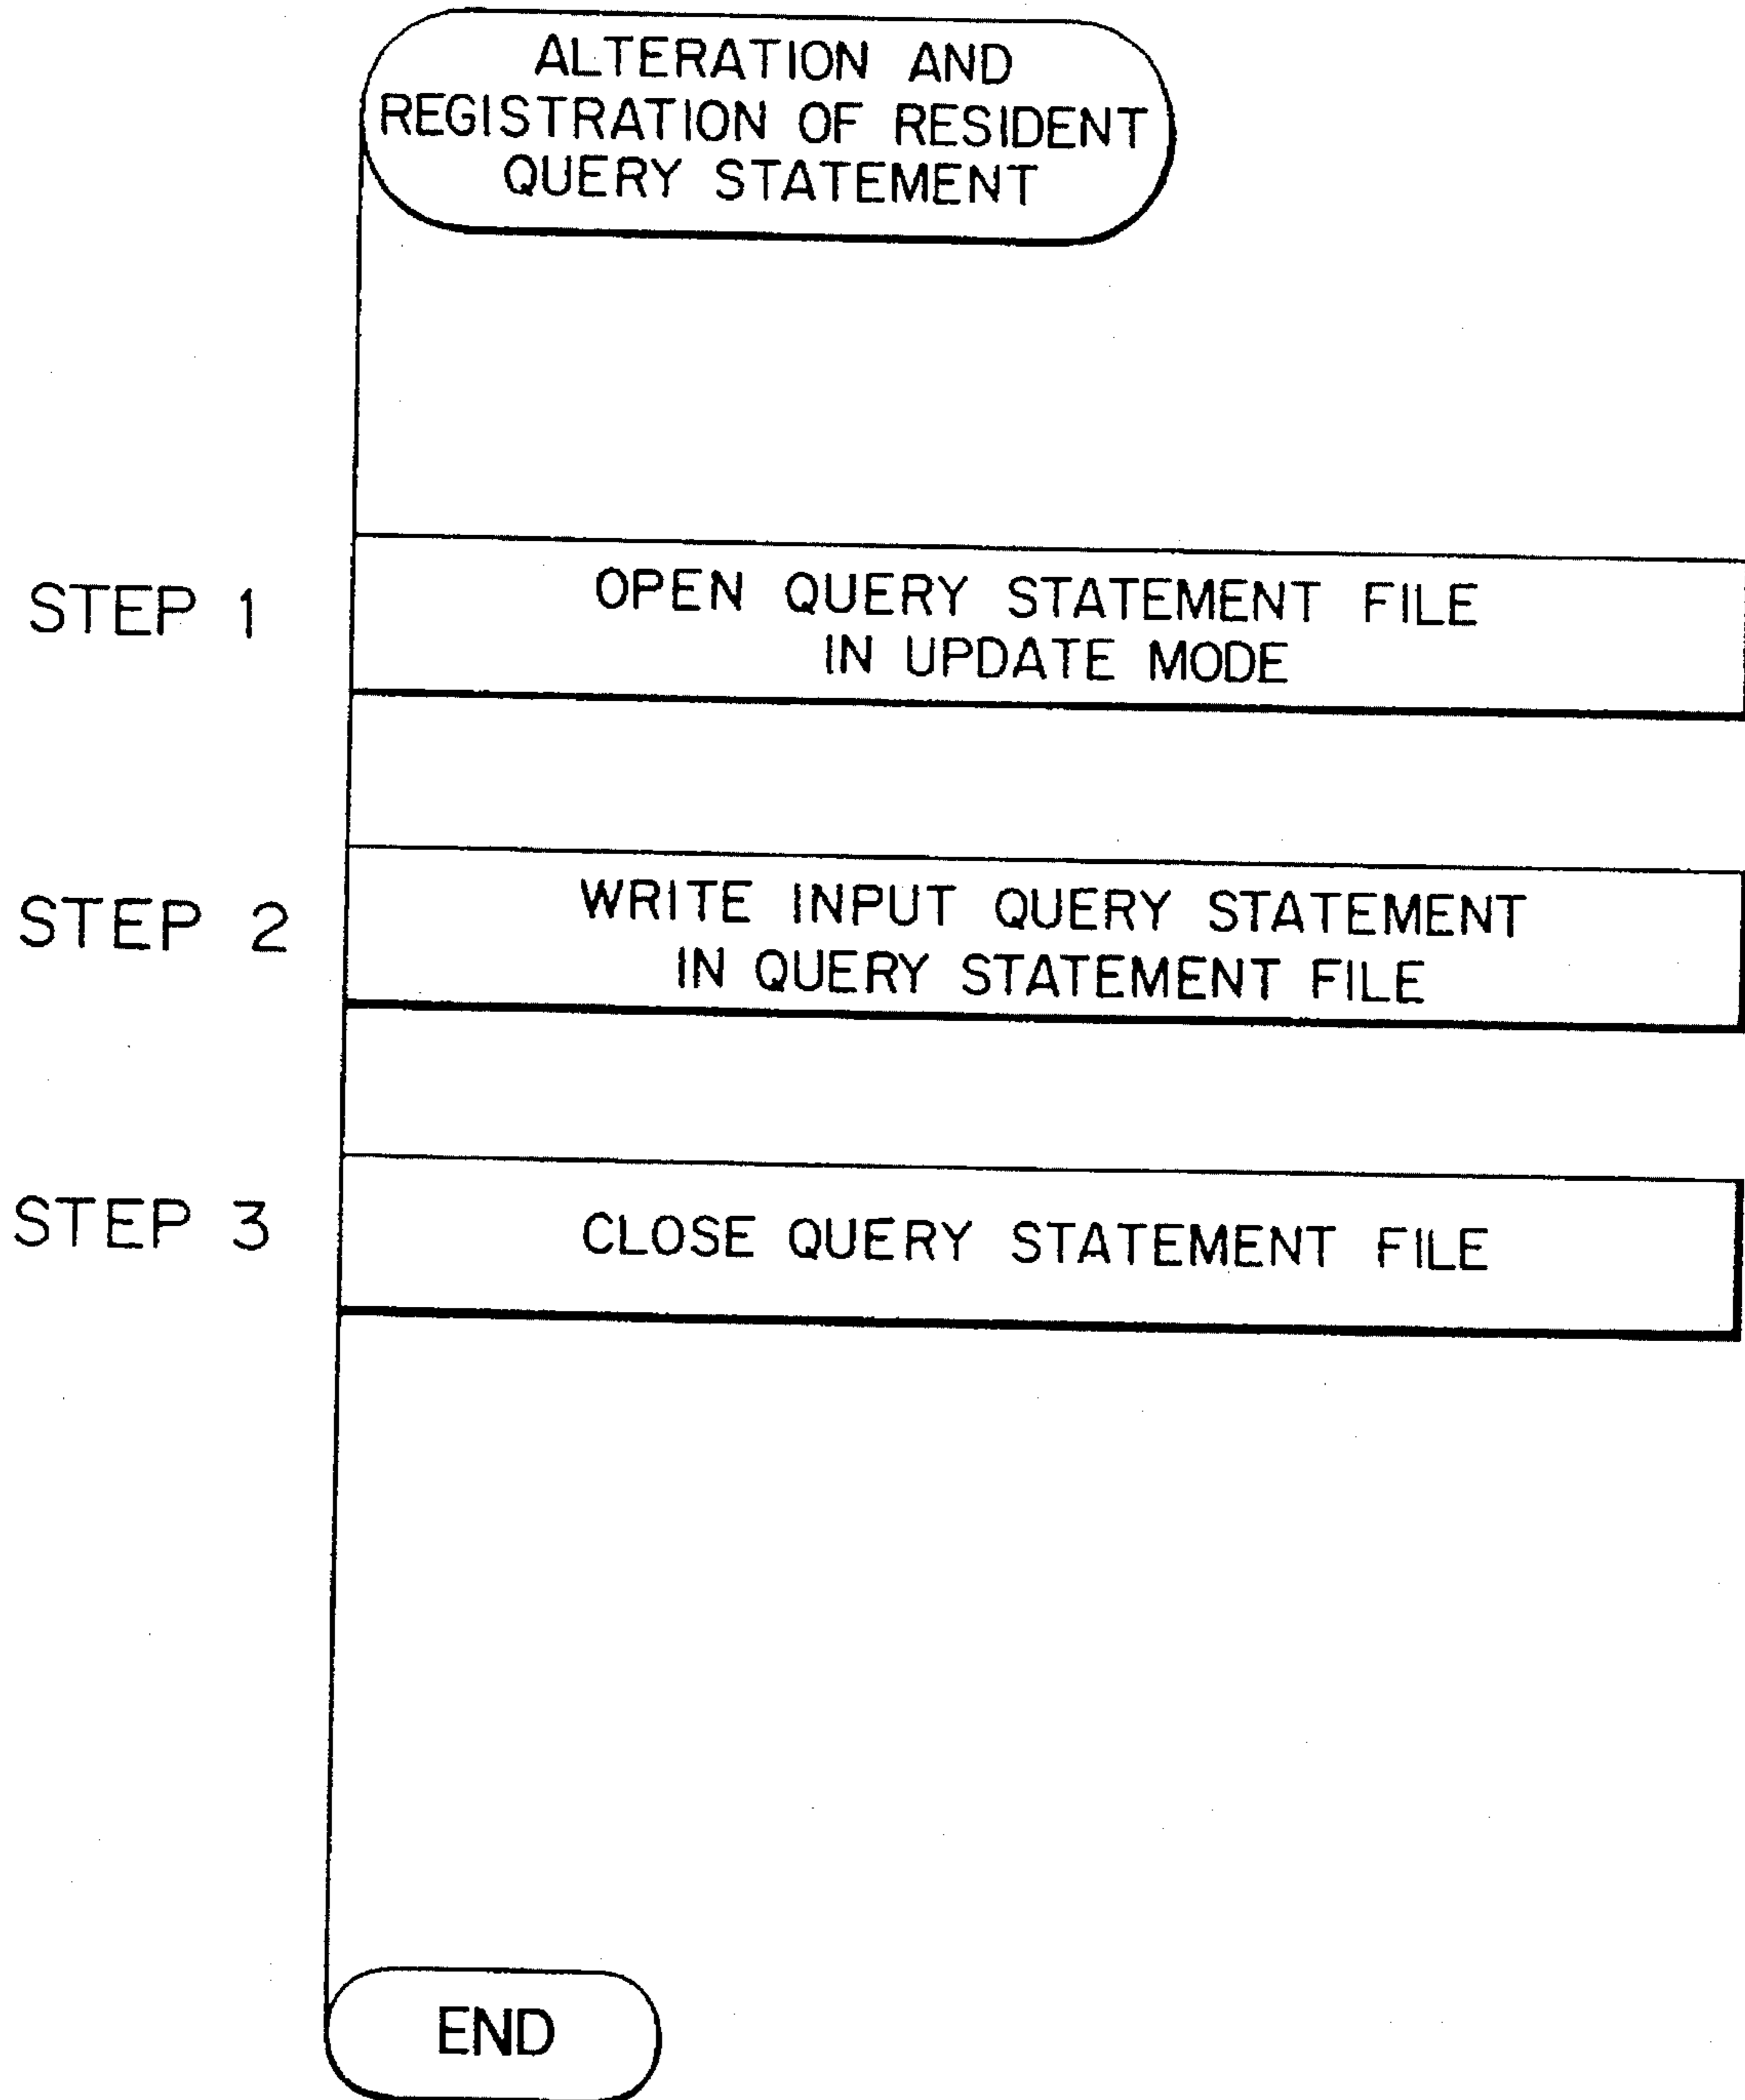 ALTERATION AND
REGISTRATION OF RESIDENT
QUERY STATEMENT
STEP 1
OPEN QUERY STATEMENT FILE
IN UPDATE MODE
STEP 2
WRITE INPUT QUERY STATEMENT
IN QUERY STATEMENT FILE
STEP 3
CLOSE QUERY STATEMENT FILE
END